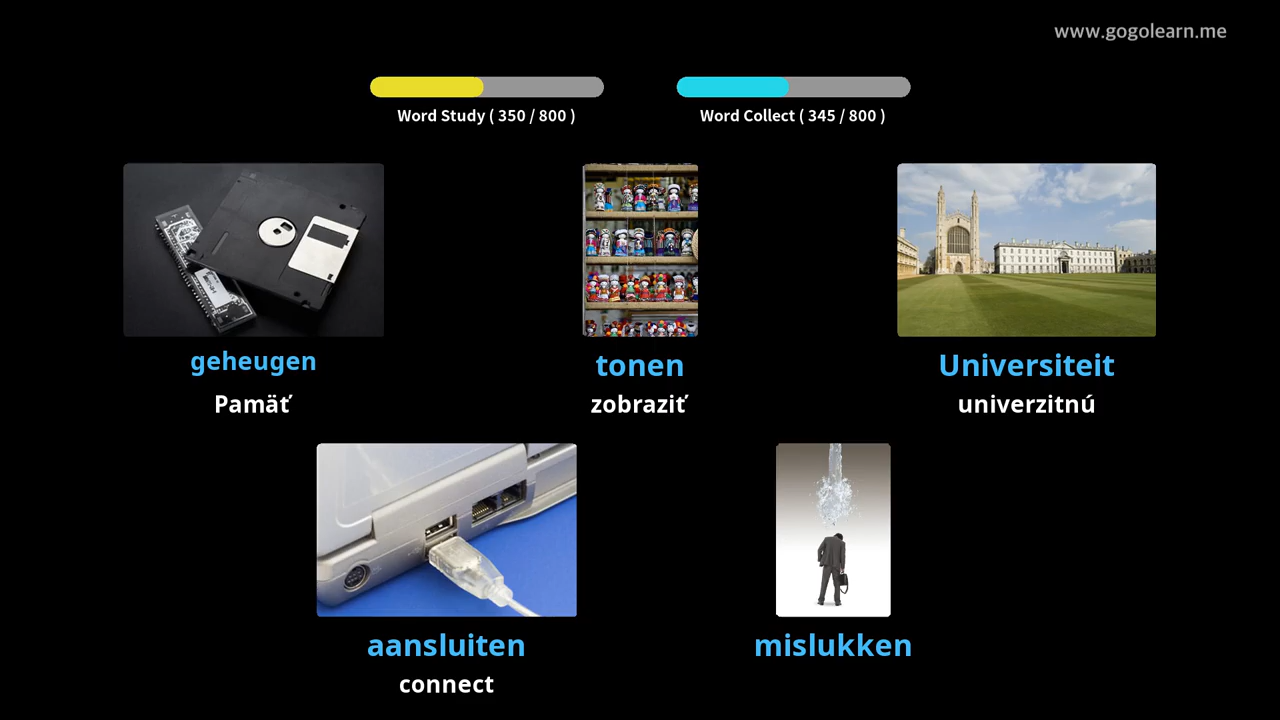 www.gogolearn.me
Word Study ( 350 / 800 )
Word Collect ( 345 / 800 )
geheugen
Pamäť
tonen
zobraziť
Universiteit
univerzitnú
aansluiten
connect
mislukken